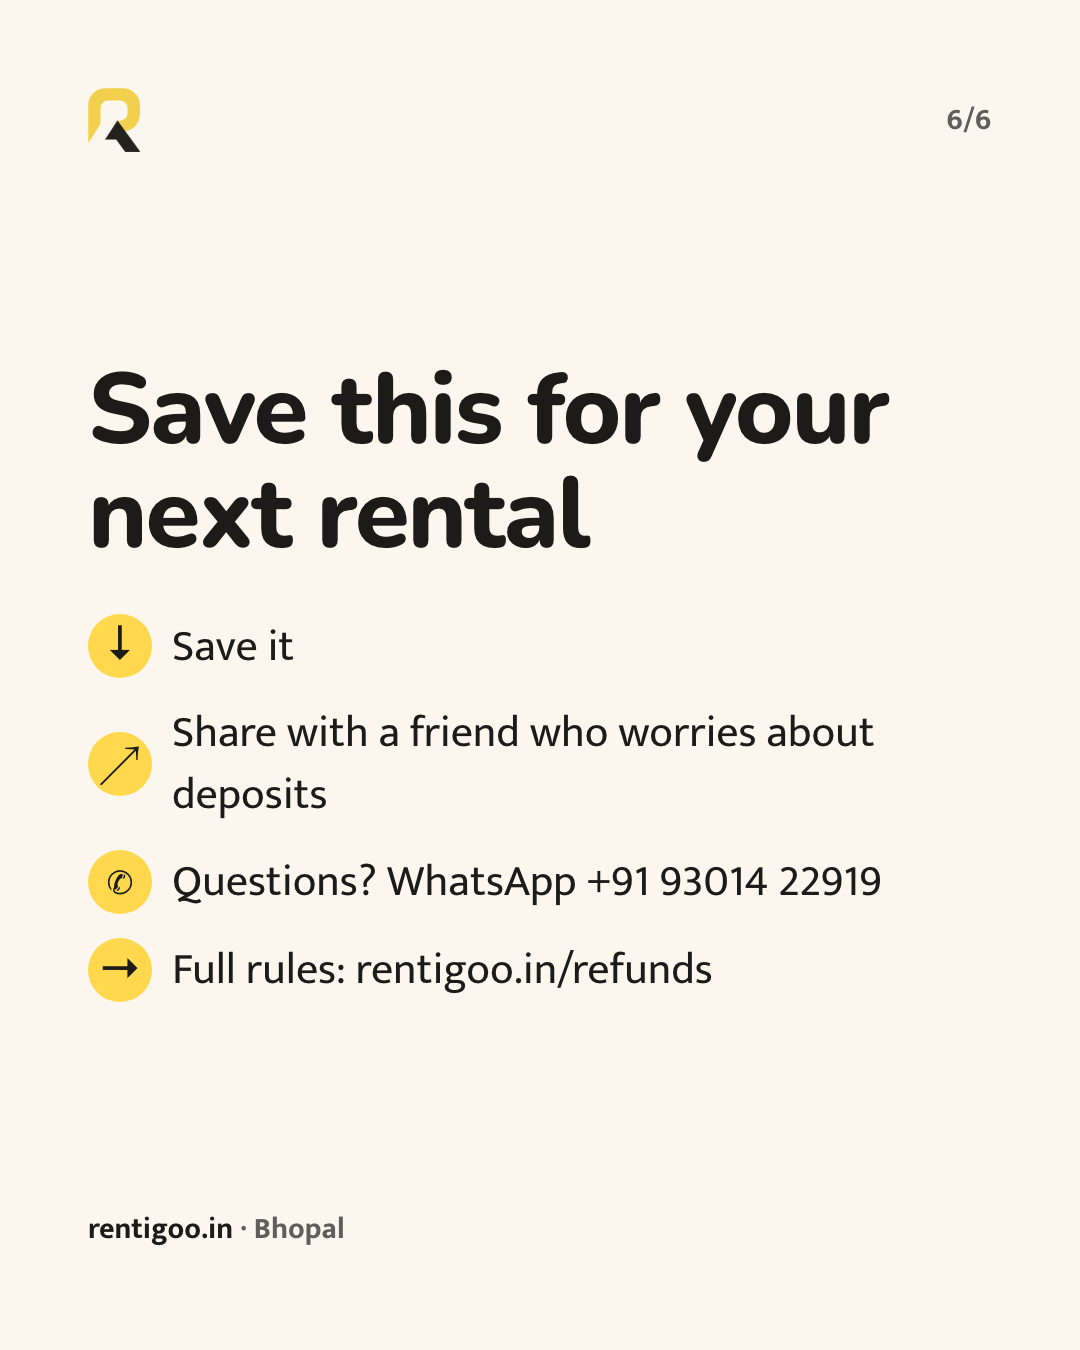 6/6
Save this for your
next rental
↓ Save it
↗ Share with a friend who worries about
deposits
✆ Questions? WhatsApp +91 93014 22919
→ Full rules: rentigoo.in/refunds
rentigoo.in · Bhopal